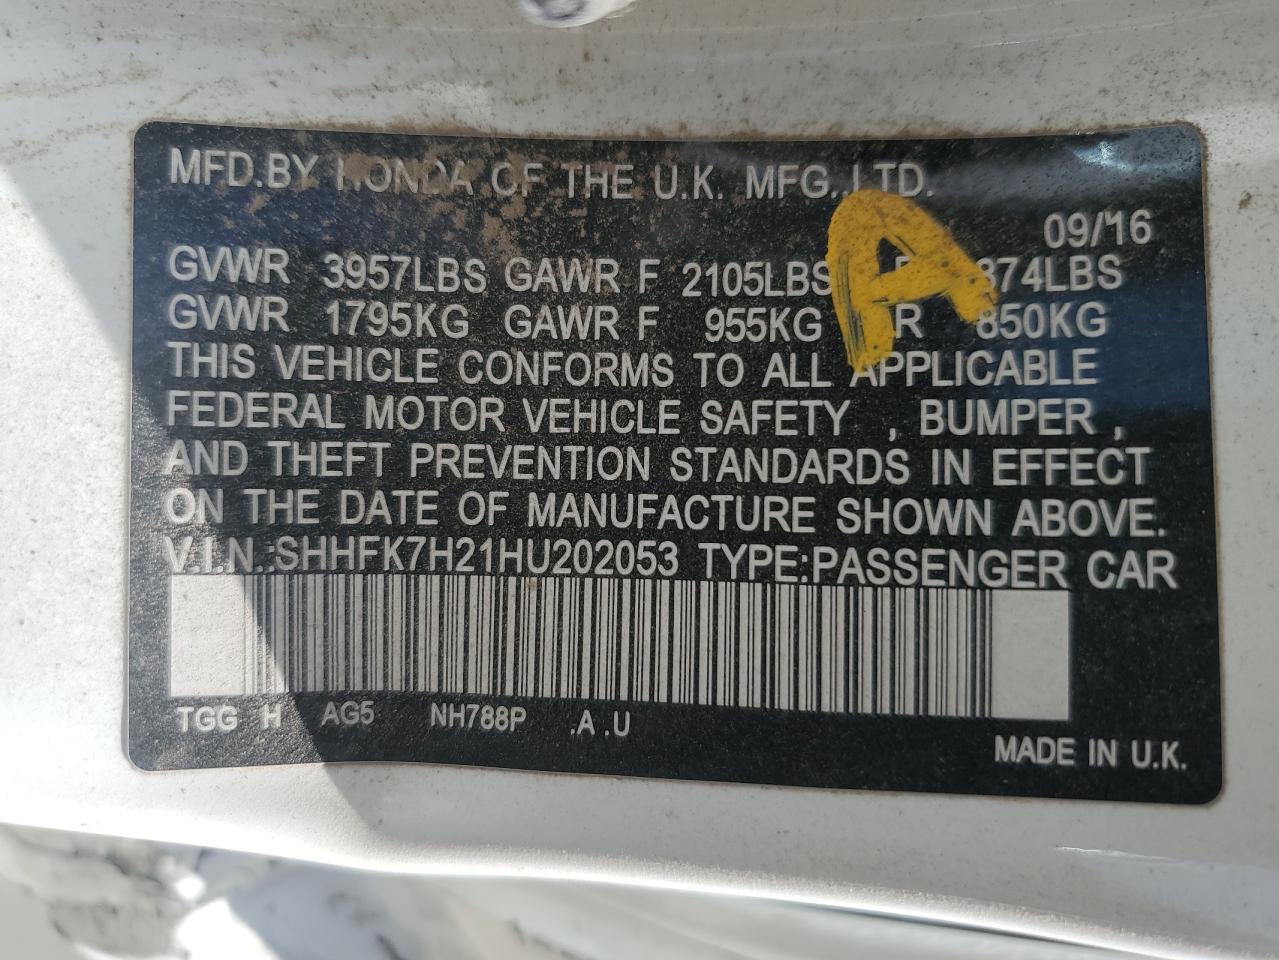 MFD.BY HONDA OF THE U.K. MFG.,LTD.
09/16
A
GVWR 3957LBS GAWR F 2105LBS 874LBS
GVWR 1795KG GAWR F 955KG R 850KG
THIS VEHICLE CONFORMS TO ALL APPLICABLE
FEDERAL MOTOR VEHICLE SAFETY , BUMPER ,
AND THEFT PREVENTION STANDARDS IN EFFECT
ON THE DATE OF MANUFACTURE SHOWN ABOVE.
V.I.N.:SHHFK7H21HU202053 TYPE:PASSENGER CAR
TGG H AG5 NH788P .A .U
MADE IN U.K.